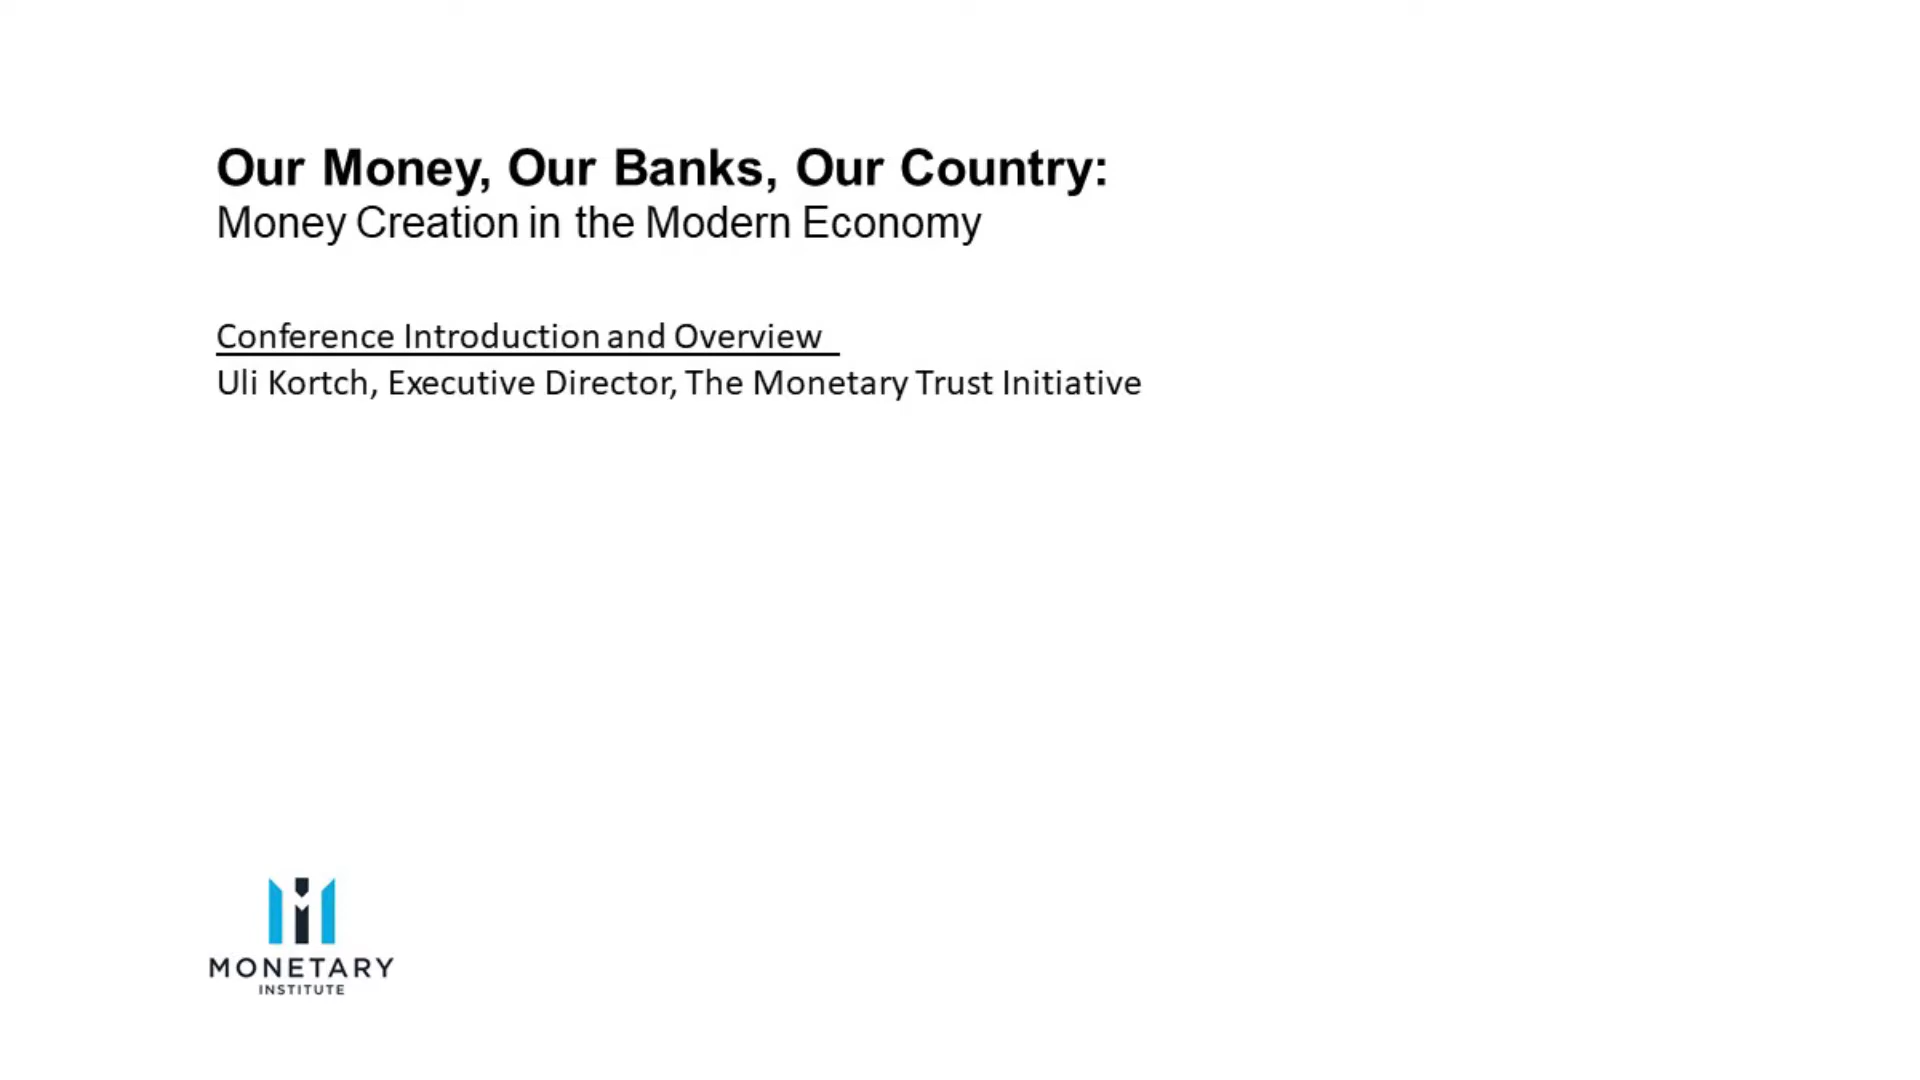 Our Money, Our Banks, Our Country:
Money Creation in the Modern Economy
Conference Introduction and Overview
Uli Kortch, Executive Director, The Monetary Trust Initiative
MONETARY
INSTITUTE